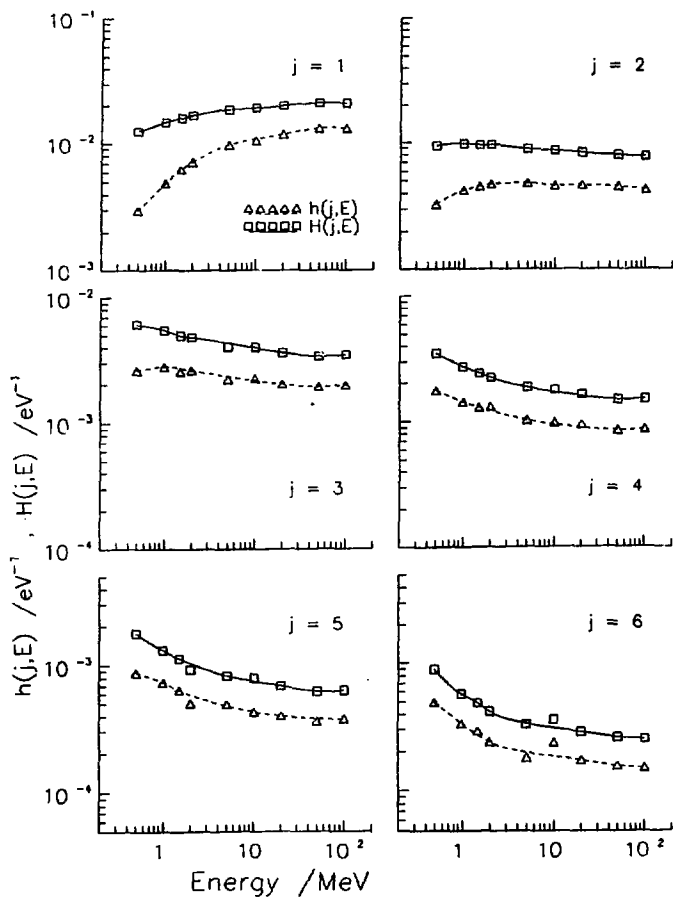 10⁻¹
j = 1
j = 2
10⁻²
h(j,E)
H(j,E)
10⁻³
10⁻²
10⁻³
j = 3
j = 4
10⁻⁴
h(j,E) /eV⁻¹ , H(j,E) /eV⁻¹
j = 5
j = 6
10⁻³
10⁻⁴
1 10 10² 1 10 10²
Energy /MeV